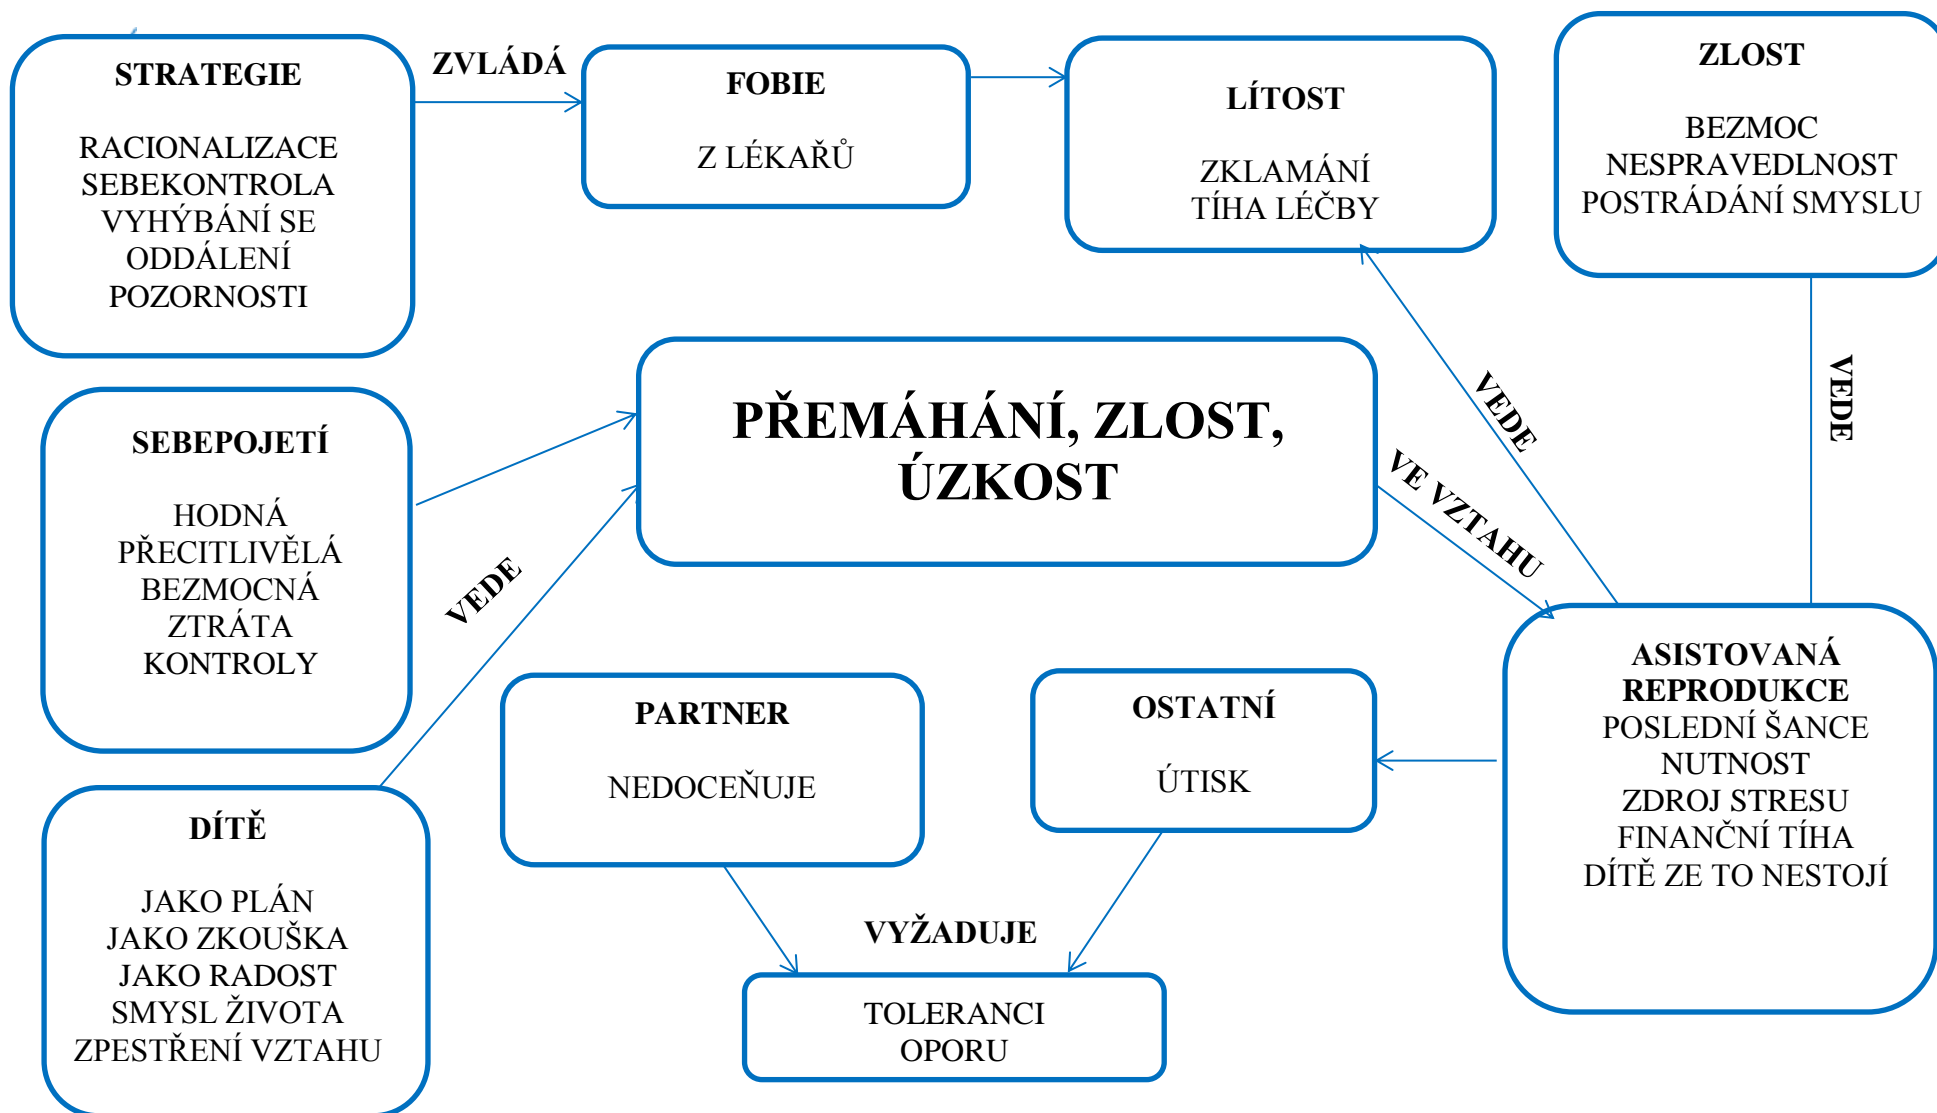 STRATEGIE
RACIONALIZACE
SEBEKONTROLA
VYHÝBÁNÍ SE
ODDÁLENÍ
POZORNOSTI
ZVLÁDÁ
FOBIE
Z LÉKAŘŮ
LÍTOST
ZKLAMÁNÍ
TÍHA LÉČBY
ZLOST
BEZMOC
NESPRAVEDLNOST
POSTRÁDÁNÍ SMYSLU
SEBEPOJETÍ
HODNÁ
PŘECITLIVĚLÁ
BEZMOCNÁ
ZTRÁTA
KONTROLY
PŘEMÁHÁNÍ, ZLOST,
ÚZKOST
VEDE
VEDE
VE VZTAHU
VEDE
PARTNER
NEDOCEŇUJE
OSTATNÍ
ÚTISK
ASISTOVANÁ
REPRODUKCE
POSLEDNÍ ŠANCE
NUTNOST
ZDROJ STRESU
FINANČNÍ TÍHA
DÍTĚ ZE TO NESTOJÍ
DÍTĚ
JAKO PLÁN
JAKO ZKOUŠKA
JAKO RADOST
SMYSL ŽIVOTA
ZPESTŘENÍ VZTAHU
VYŽADUJE
TOLERANCI
OPORU